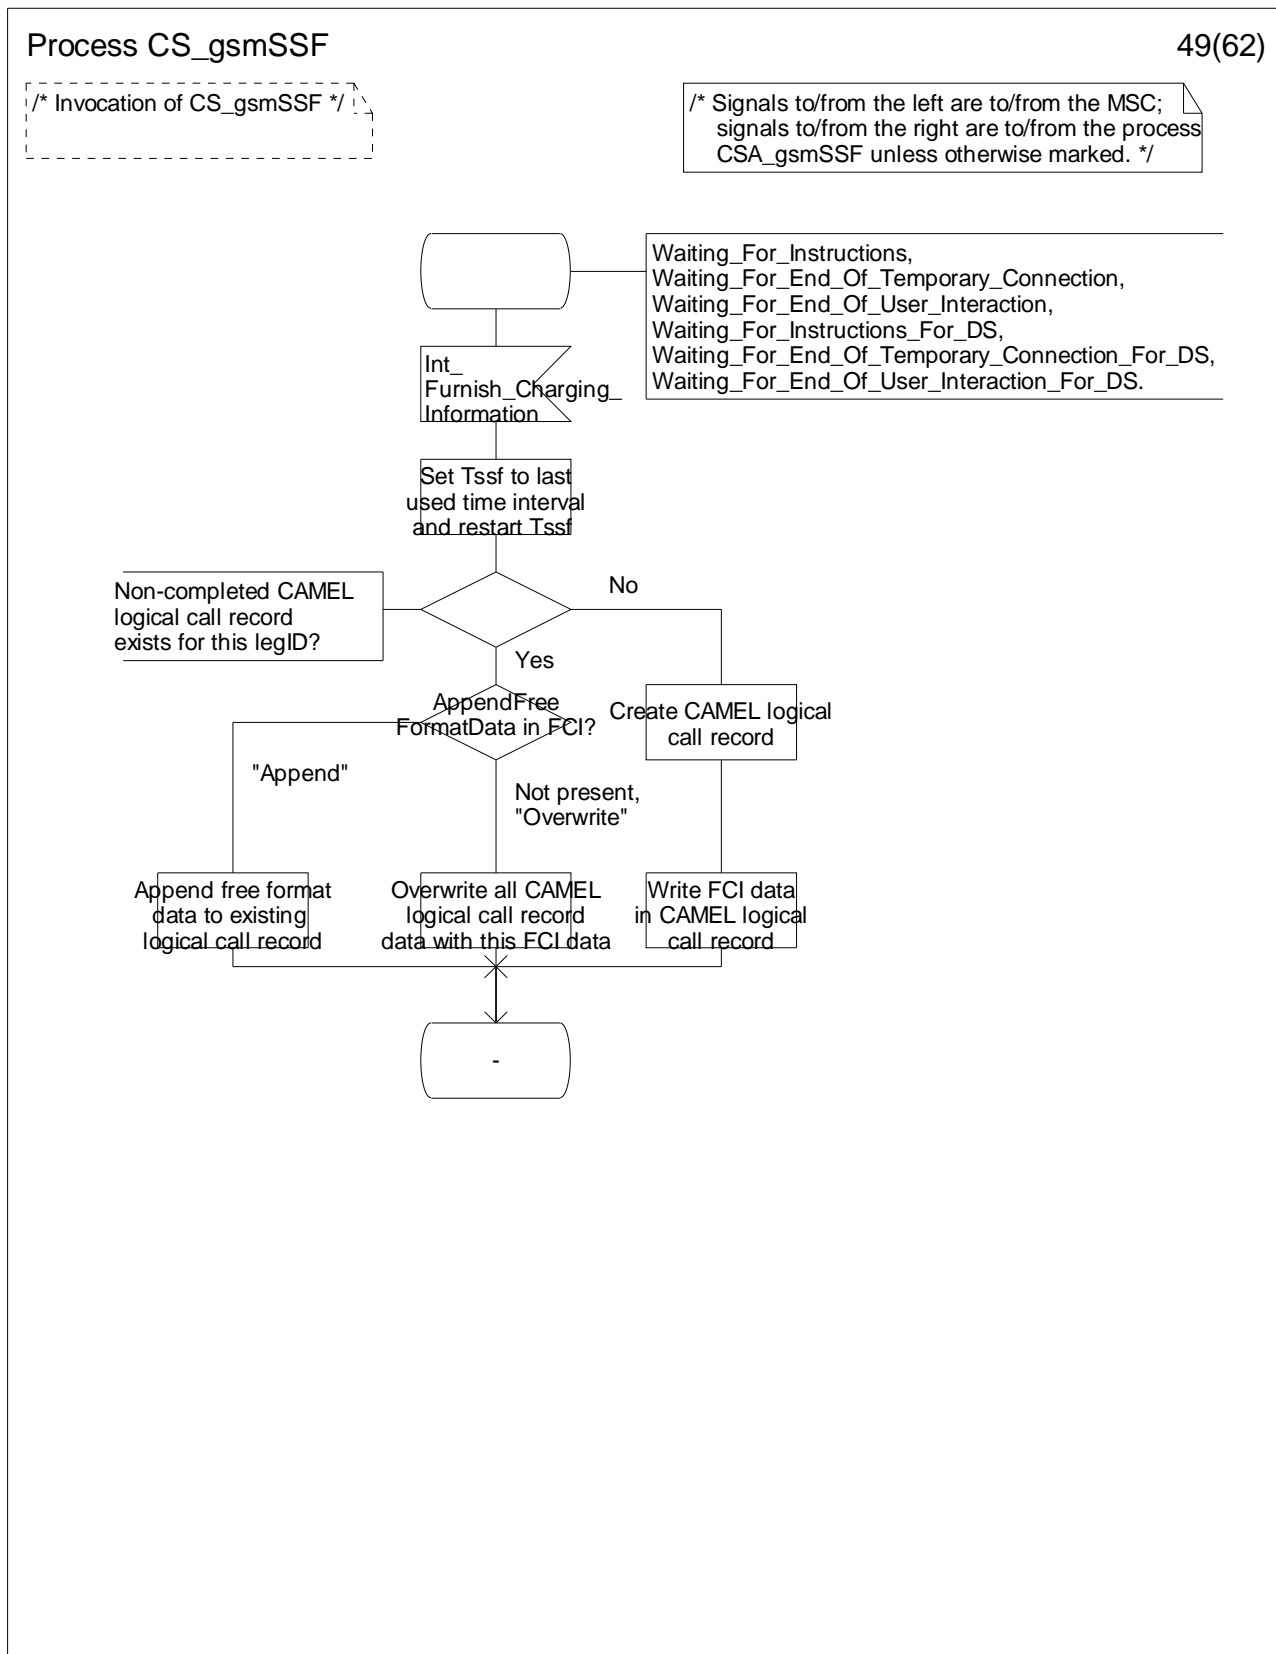 Process CS_gsmSSF
49(62)
/* Invocation of CS_gsmSSF */
/* Signals to/from the left are to/from the MSC;
signals to/from the right are to/from the process
CSA_gsmSSF unless otherwise marked. */
Waiting_For_Instructions,
Waiting_For_End_Of_Temporary_Connection,
Waiting_For_End_Of_User_Interaction,
Waiting_For_Instructions_For_DS,
Waiting_For_End_Of_Temporary_Connection_For_DS,
Waiting_For_End_Of_User_Interaction_For_DS.
Int_
Furnish_Charging_
Information
Set Tssf to last
used time interval
and restart Tssf
Non-completed CAMEL
logical call record
exists for this legID?
No
Yes
AppendFree
FormatData in FCI?
Create CAMEL logical
call record
"Append"
Not present,
"Overwrite"
Append free format
data to existing
logical call record
Overwrite all CAMEL
logical call record
data with this FCI data
Write FCI data
in CAMEL logical
call record
-